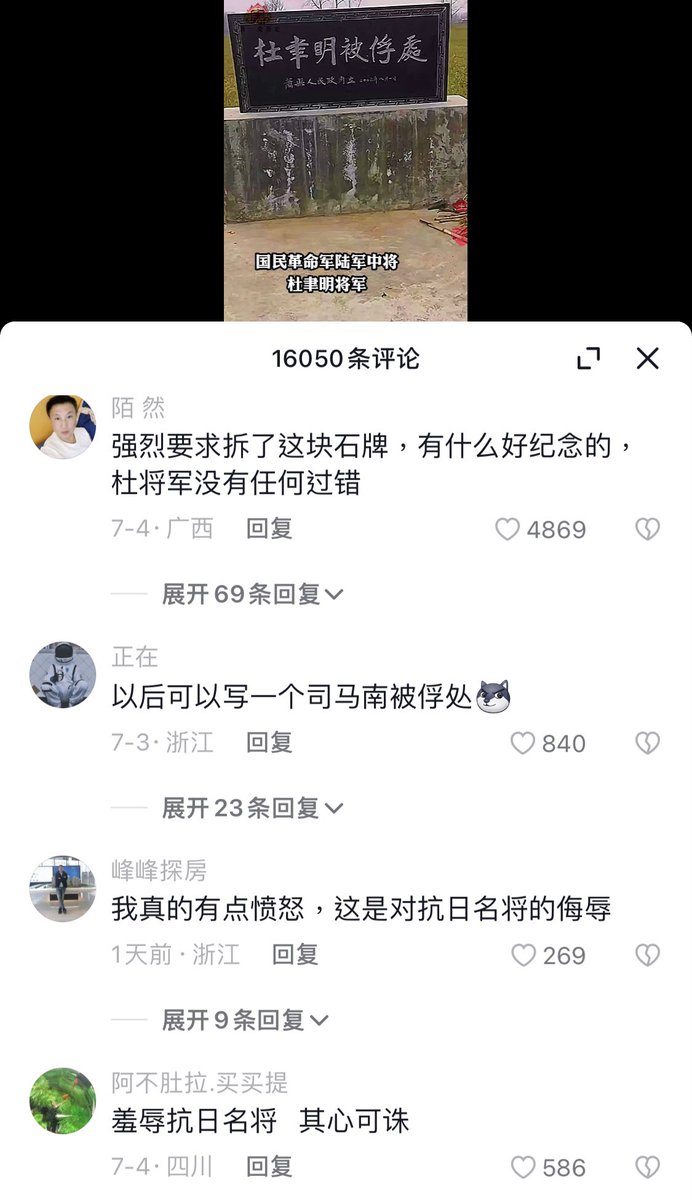 杜聿明被俘處
蕭县人民政府立
国民革命军陆军中将
杜聿明将军
16050条评论
陌 然
强烈要求拆了这块石牌，有什么好纪念的，
杜将军没有任何过错
7-4·广西 回复 4869
展开69条回复
正在
以后可以写一个司马南被俘处
7-3·浙江 回复 840
展开23条回复
峰峰探房
我真的有点愤怒，这是对抗日名将的侮辱
1天前·浙江 回复 269
展开9条回复
阿不肚拉.买买提
羞辱抗日名将 其心可诛
7-4·四川 回复 586